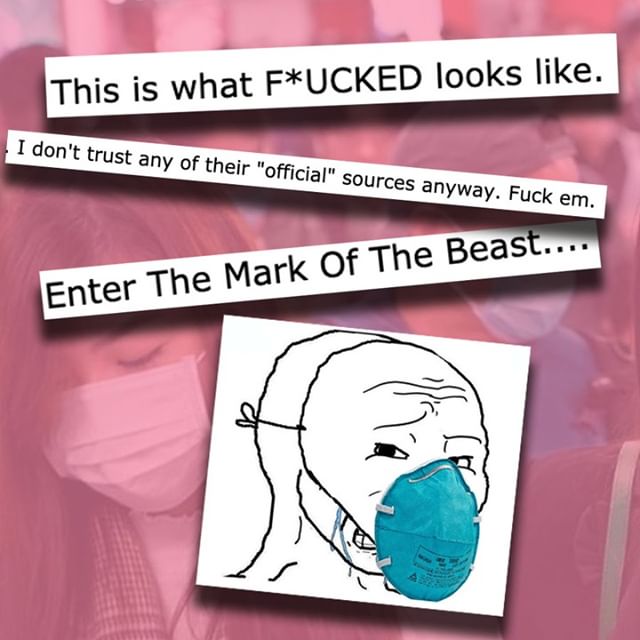 This is what F*UCKED looks like.
. I don't trust any of their "official" sources anyway. Fuck em.
Enter The Mark Of The Beast....